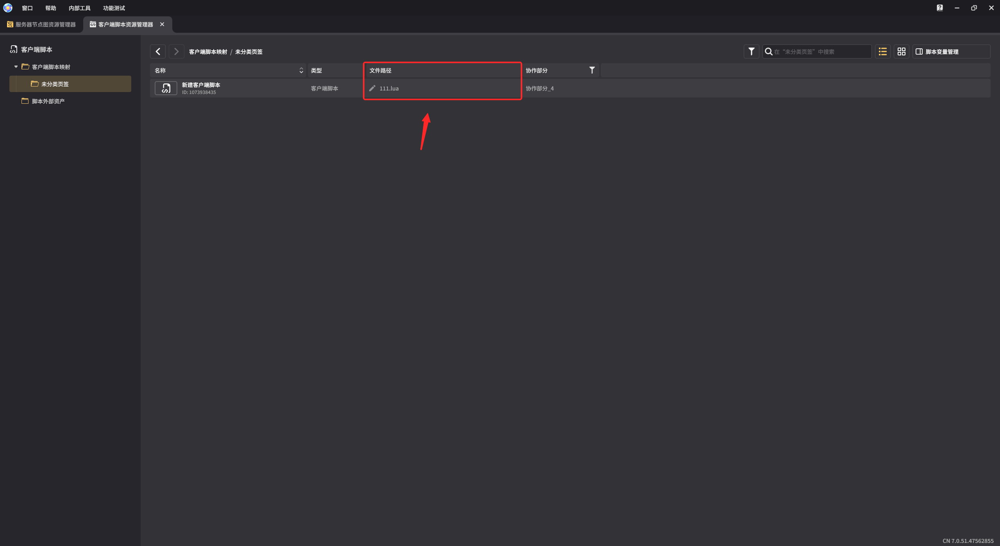 窗口 帮助 内部工具 功能测试
服务器节点图资源管理器 客户端脚本资源管理器
客户端脚本
客户端脚本映射
未分类页签
脚本外部资产
客户端脚本映射 / 未分类页签
在 “未分类页签” 中搜索
脚本变量管理
名称 类型 文件路径 协作部分
新建客户端脚本
ID: 1073938435
客户端脚本 111.lua 协作部分_4
CN 7.0.51.47562855